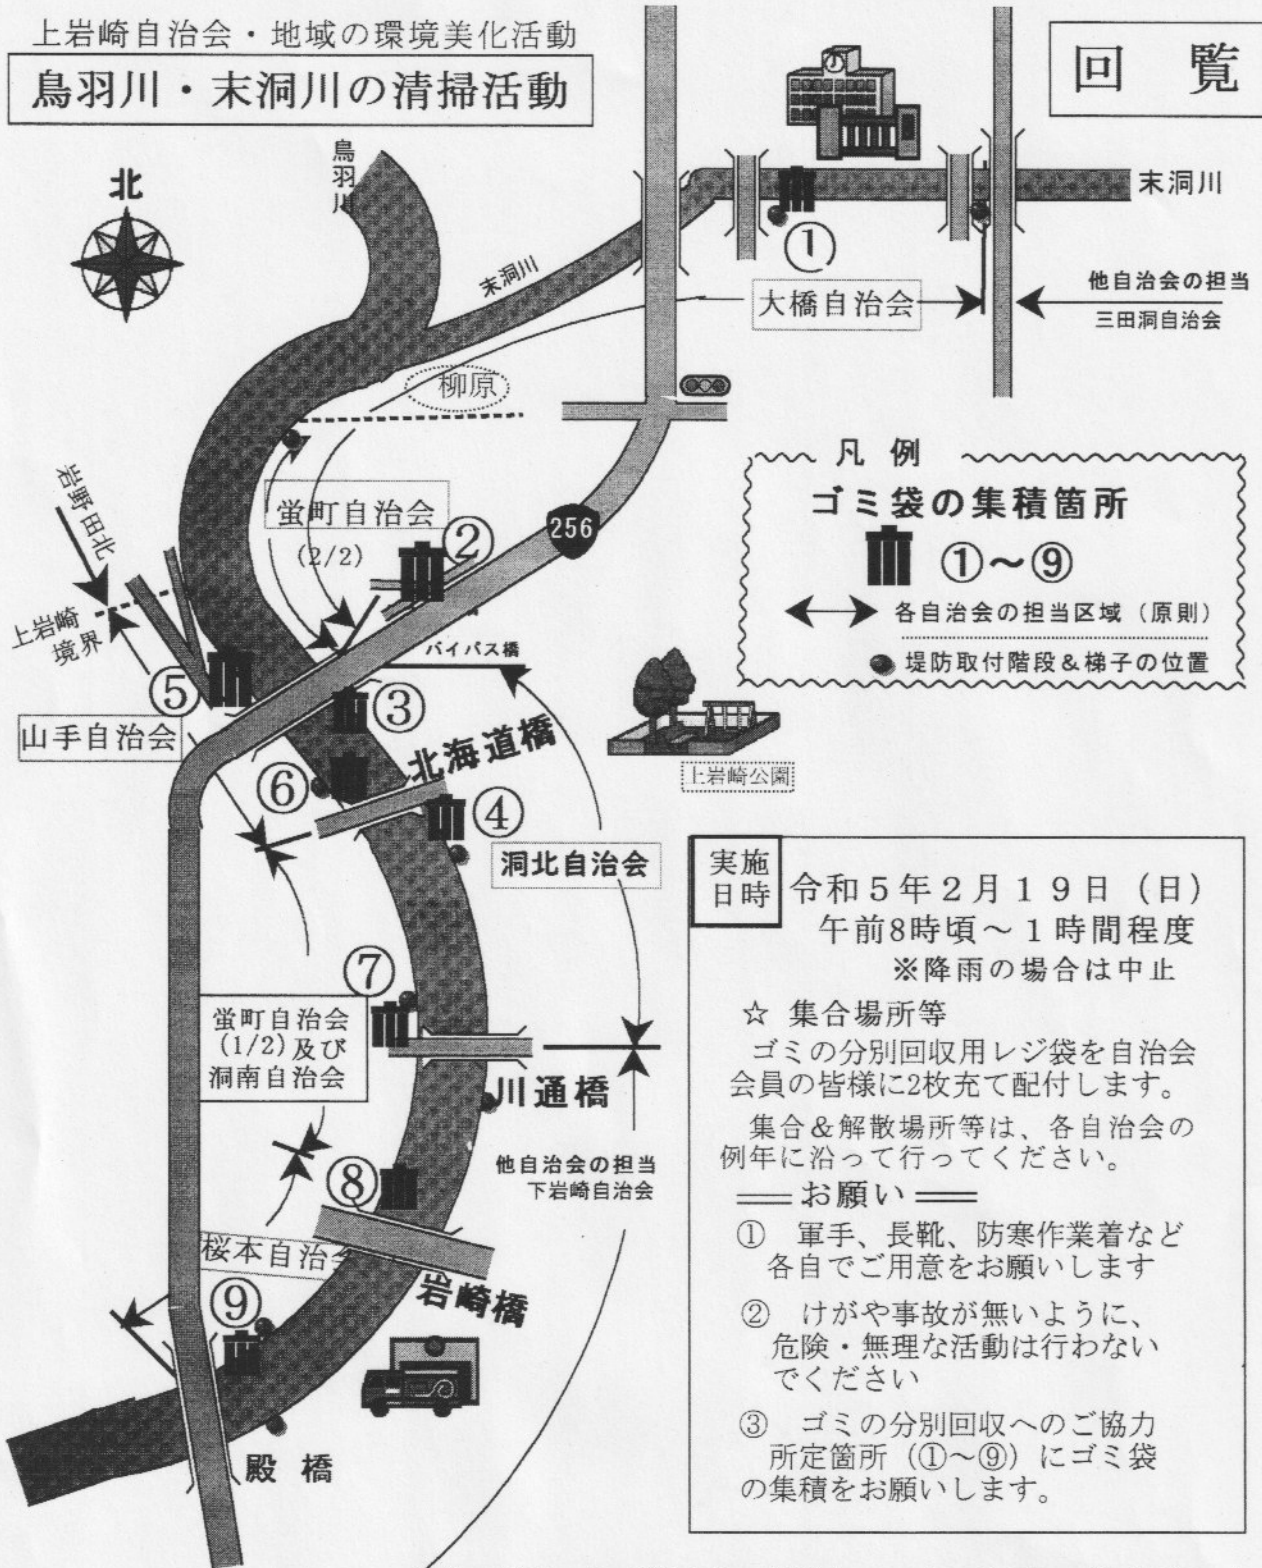 上岩崎自治会・地域の環境美化活動
鳥羽川・末洞川の清掃活動
回 覧
北
鳥羽川
末洞川
末洞川
①
大橋自治会
他自治会の担当
三田洞自治会
柳原
岩野田北
蛍町自治会
(2/2)
②
256
凡 例
ゴミ袋の集積箇所
①～⑨
各自治会の担当区域（原則）
堤防取付階段＆梯子の位置
上岩崎
境界
バイパス橋
⑤
③
山手自治会
北海道橋
⑥
④
上岩崎公園
洞北自治会
実施
日時
令和５年２月１９日（日）
午前8時頃～１時間程度
※降雨の場合は中止
☆ 集合場所等
ゴミの分別回収用レジ袋を自治会
会員の皆様に2枚充て配付します。
集合＆解散場所等は、各自治会の
例年に沿って行ってください。
＝＝お願い＝＝
① 軍手、長靴、防寒作業着など
各自でご用意をお願いします
② けがや事故が無いように、
危険・無理な活動は行わない
でください
③ ゴミの分別回収へのご協力
所定箇所（①～⑨）にゴミ袋
の集積をお願いします。
⑦
蛍町自治会
(1/2)及び
洞南自治会
川通橋
他自治会の担当
下岩崎自治会
⑧
桜本自治会
岩崎橋
⑨
殿 橋